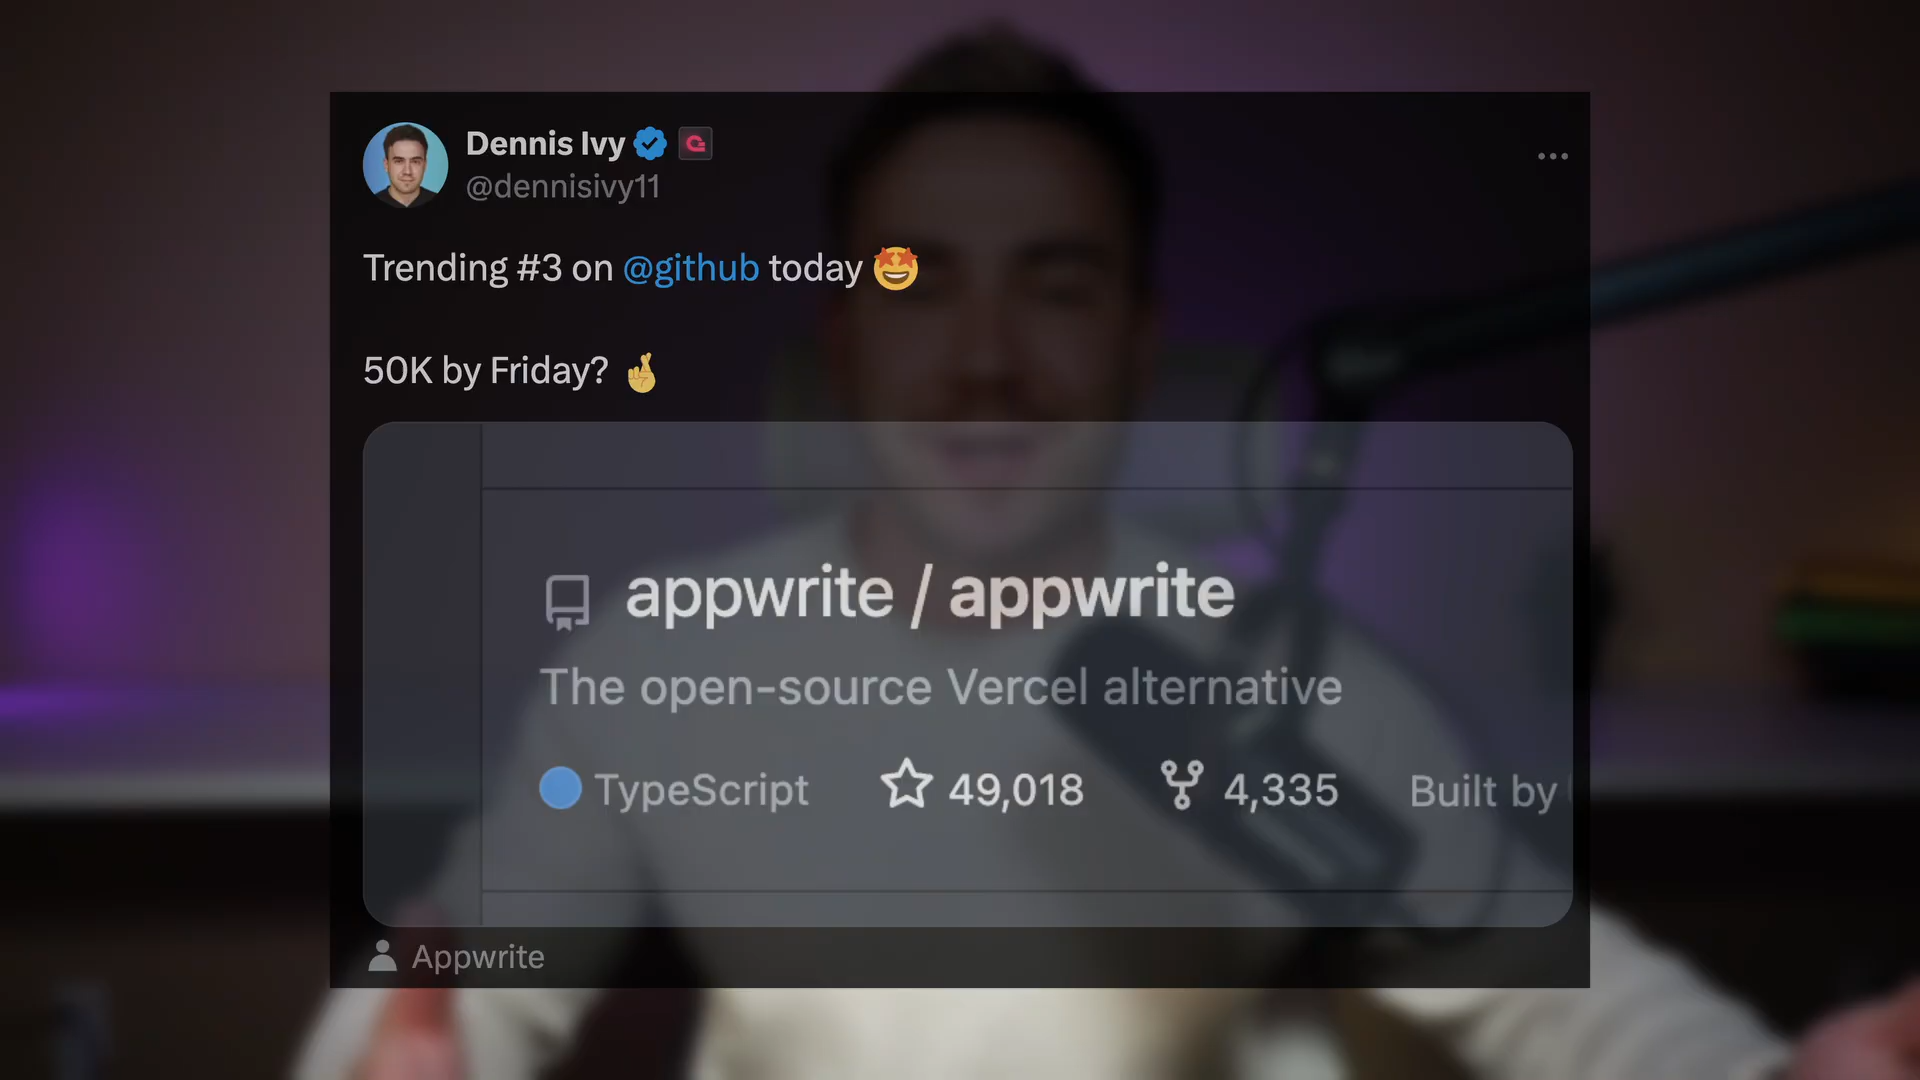 Dennis Ivy
@dennisivy11
Trending #3 on @github today 🤩
50K by Friday? 🤞
appwrite / appwrite
The open-source Vercel alternative
TypeScript 49,018 4,335 Built by
Appwrite